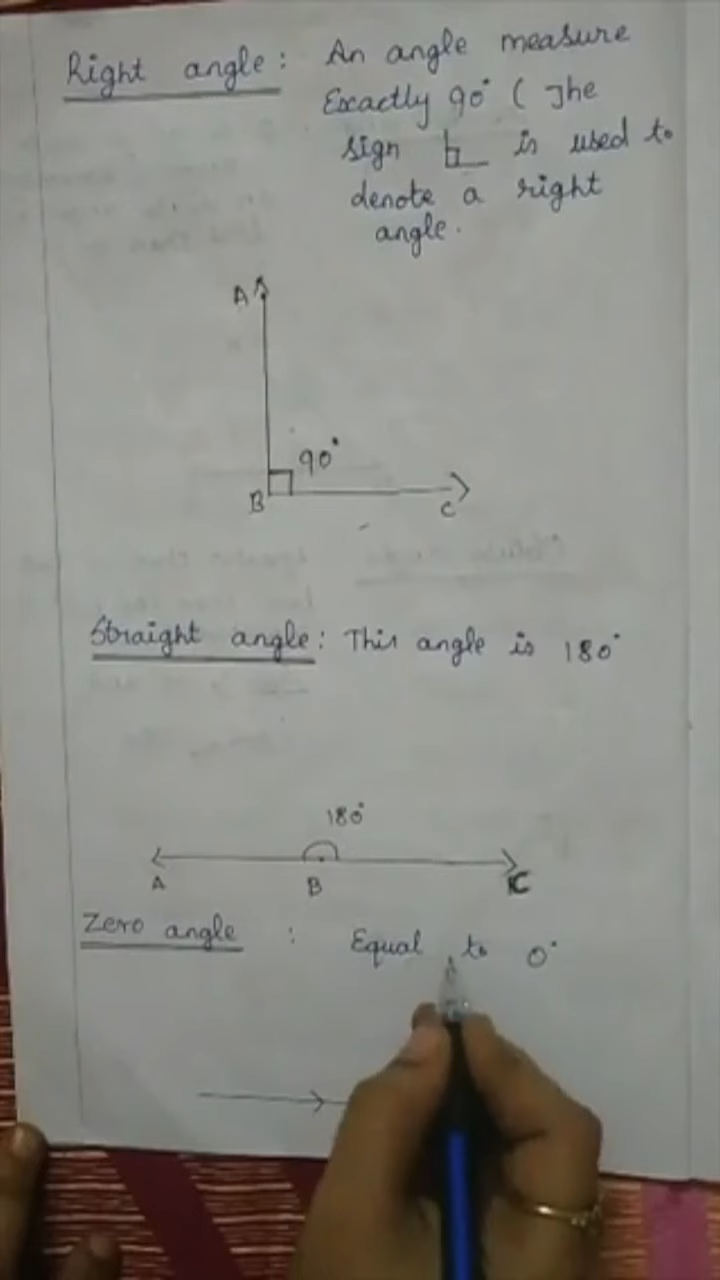 Right angle : An angle measure
Exactly 90° ( The
sign is used to
denote a right
angle.
A
90°
B
C
Straight angle : This angle is 180°
180°
A B C
Zero angle : Equal to 0°